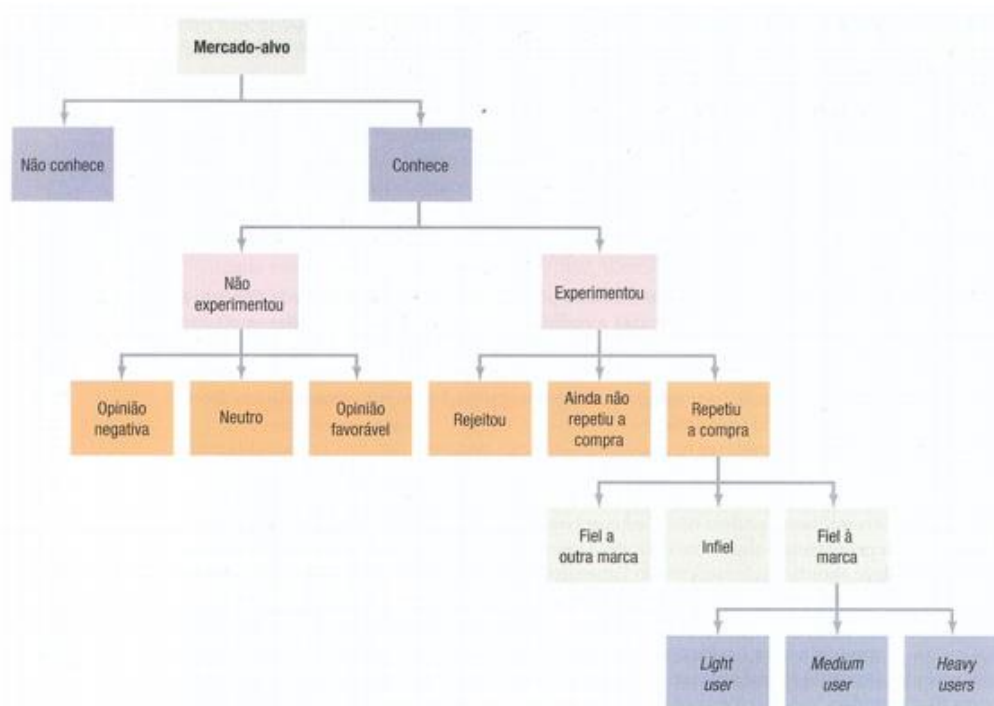 Mercado-alvo
Não conhece
Conhece
Não
experimentou
Experimentou
Opinião
negativa
Neutro
Opinião
favorável
Rejeitou
Ainda não
repetiu a
compra
Repetiu
a compra
Fiel a
outra marca
Infiel
Fiel à
marca
Light
user
Medium
user
Heavy
users